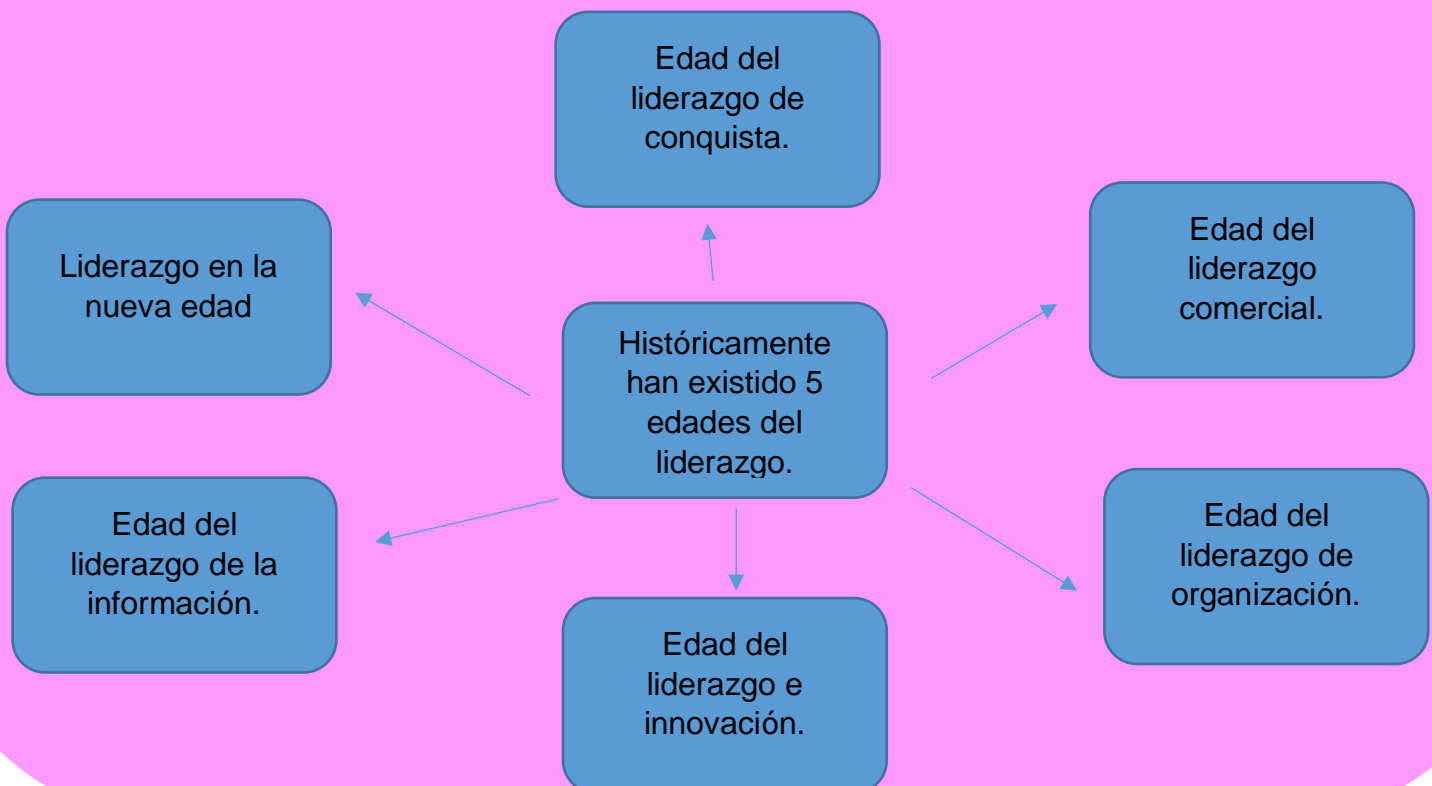 Edad del
liderazgo de
conquista.
Liderazgo en la
nueva edad
Edad del
liderazgo
comercial.
Históricamente
han existido 5
edades del
liderazgo.
Edad del
liderazgo de la
información.
Edad del
liderazgo de
organización.
Edad del
liderazgo e
innovación.